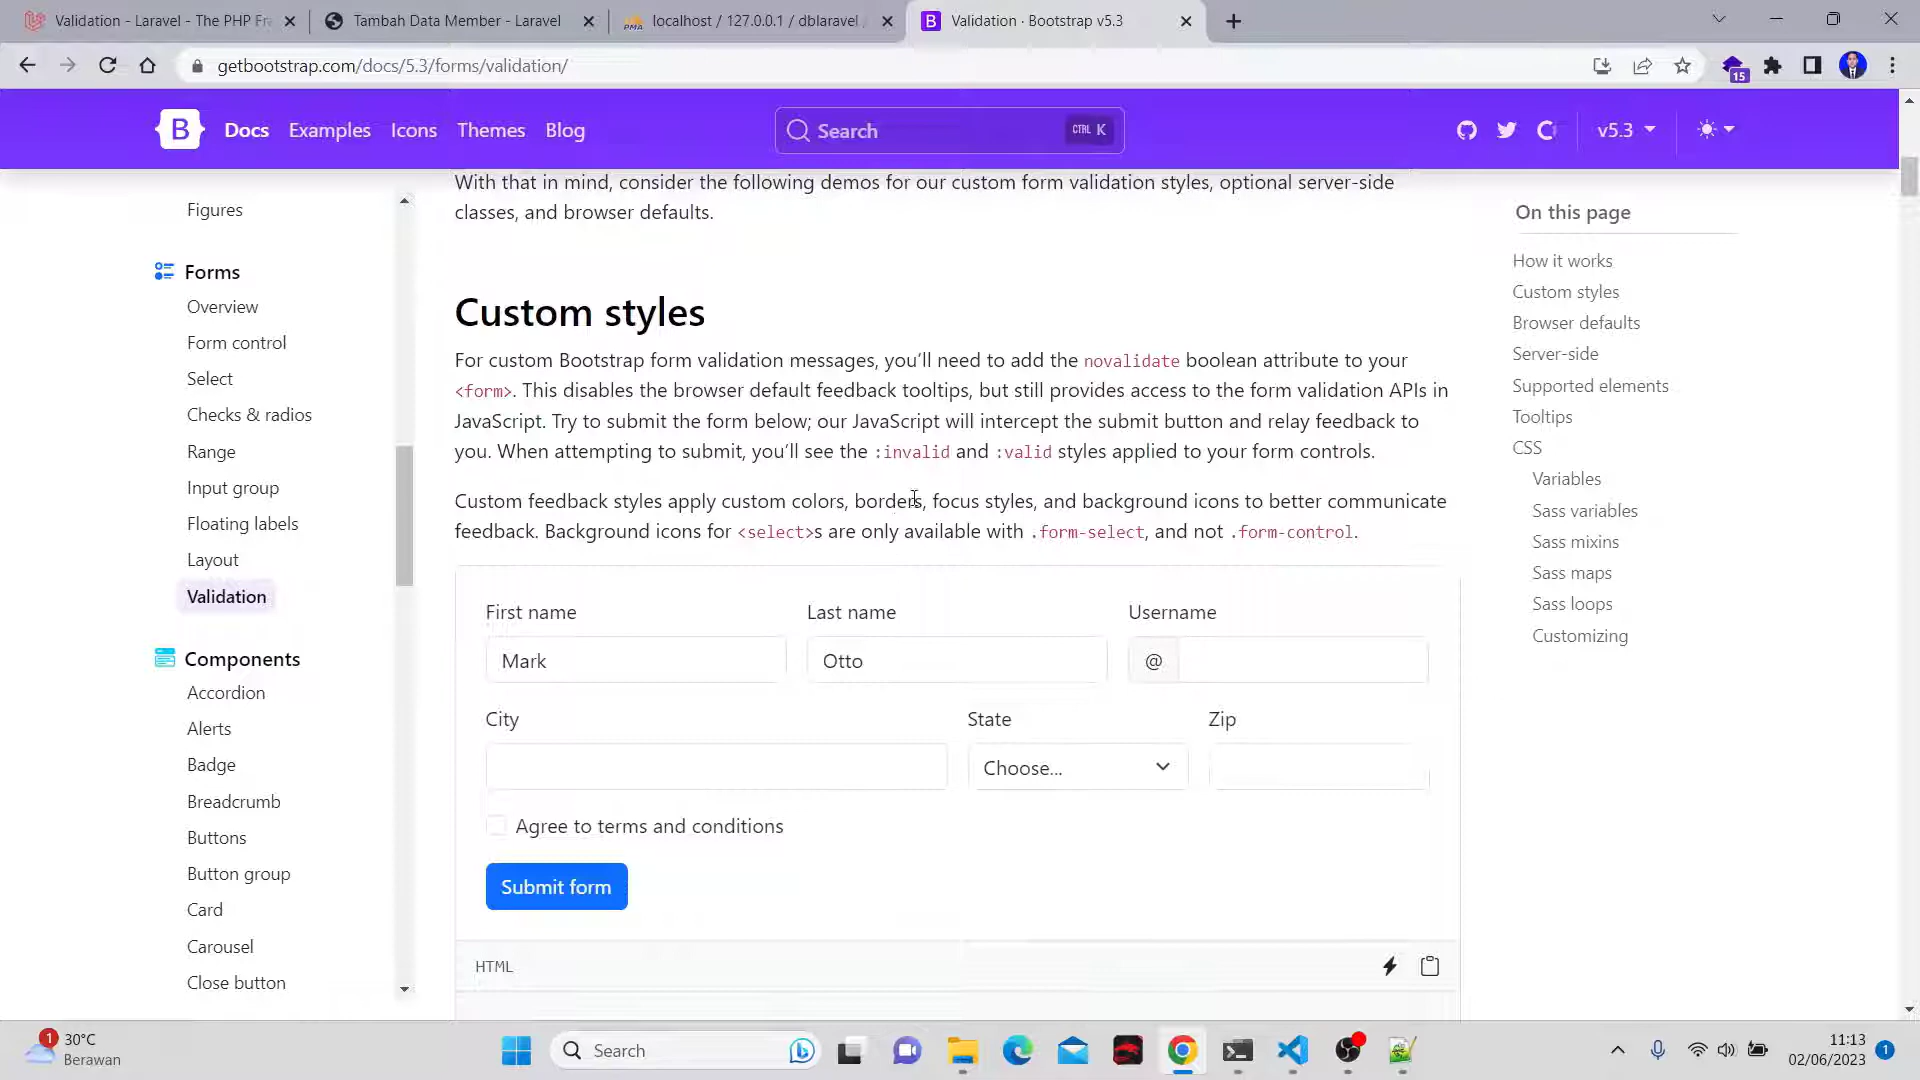 Validation - Laravel - The PHP Fra
Tambah Data Member - Laravel
localhost / 127.0.0.1 / dblaravel
Validation · Bootstrap v5.3
getbootstrap.com/docs/5.3/forms/validation/
15
B
Docs
Examples
Icons
Themes
Blog
Search
CTRL K
v5.3
Figures
Forms
Overview
Form control
Select
Checks & radios
Range
Input group
Floating labels
Layout
Validation
Components
Accordion
Alerts
Badge
Breadcrumb
Buttons
Button group
Card
Carousel
Close button
With that in mind, consider the following demos for our custom form validation styles, optional server-side
classes, and browser defaults.
Custom styles
For custom Bootstrap form validation messages, you’ll need to add the novalidate boolean attribute to your
<form>. This disables the browser default feedback tooltips, but still provides access to the form validation APIs in
JavaScript. Try to submit the form below; our JavaScript will intercept the submit button and relay feedback to
you. When attempting to submit, you’ll see the :invalid and :valid styles applied to your form controls.
Custom feedback styles apply custom colors, borders, focus styles, and background icons to better communicate
feedback. Background icons for <select>s are only available with .form-select, and not .form-control.
First name
Last name
Username
Mark
Otto
@
City
State
Zip
Choose...
Agree to terms and conditions
Submit form
HTML
On this page
How it works
Custom styles
Browser defaults
Server-side
Supported elements
Tooltips
CSS
Variables
Sass variables
Sass mixins
Sass maps
Sass loops
Customizing
1
30°C
Berawan
Search
11:13
02/06/2023
1